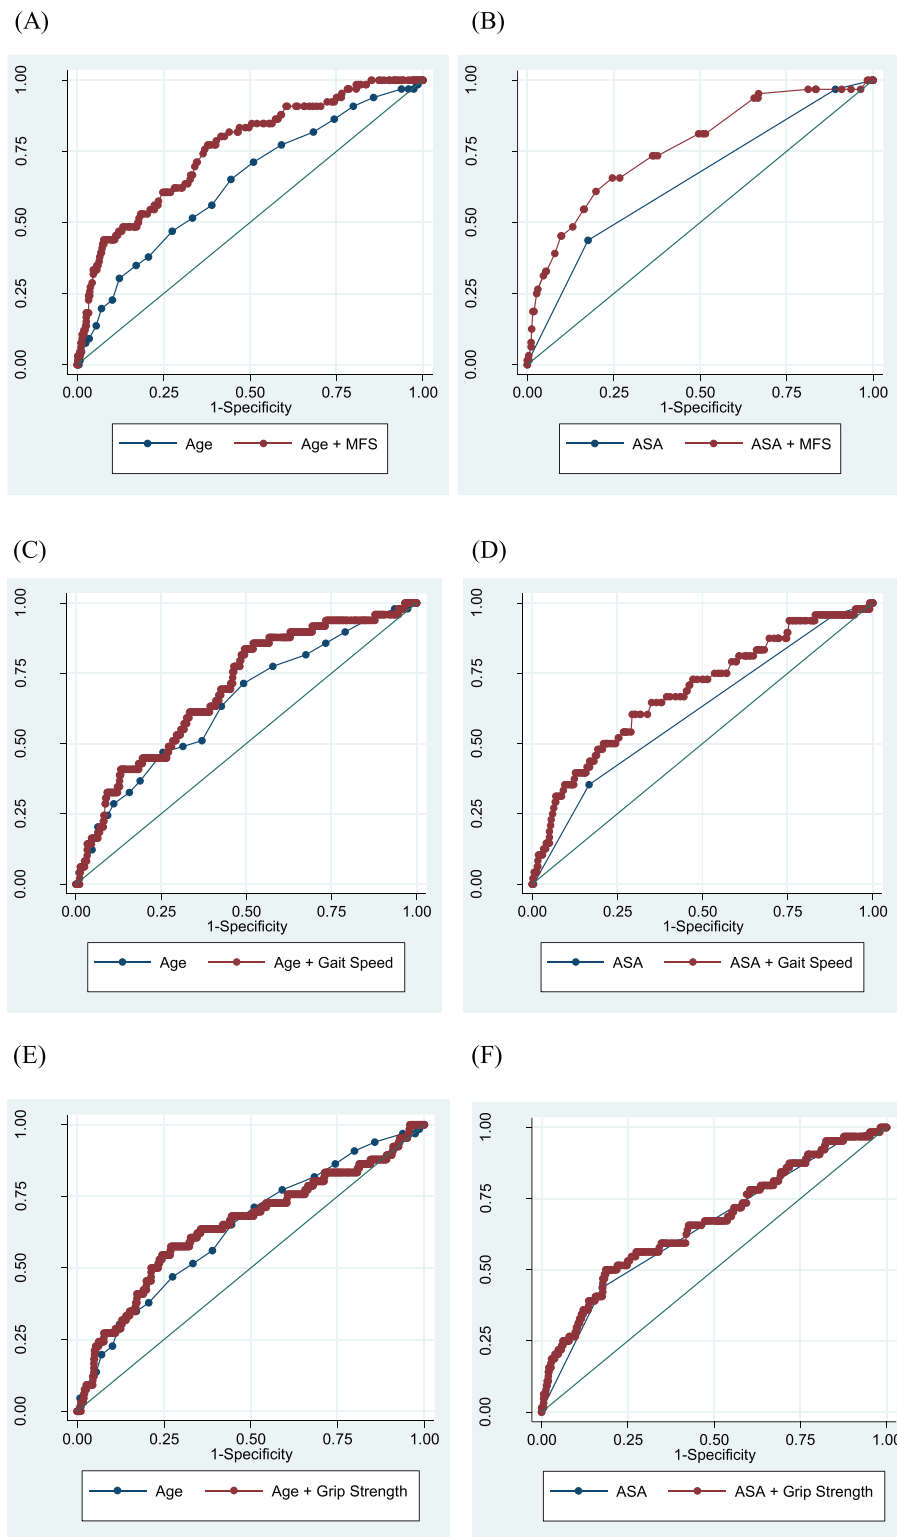 (A)
(B)
1.00
0.75
0.50
0.25
0.00
0.00 0.25 0.50 0.75 1.00
1-Specificity
Age Age + MFS
1.00
0.75
0.50
0.25
0.00
0.00 0.25 0.50 0.75 1.00
1-Specificity
ASA ASA + MFS
(C)
(D)
1.00
0.75
0.50
0.25
0.00
0.00 0.25 0.50 0.75 1.00
1-Specificity
Age Age + Gait Speed
1.00
0.75
0.50
0.25
0.00
0.00 0.25 0.50 0.75 1.00
1-Specificity
ASA ASA + Gait Speed
(E)
(F)
1.00
0.75
0.50
0.25
0.00
0.00 0.25 0.50 0.75 1.00
1-Specificity
Age Age + Grip Strength
1.00
0.75
0.50
0.25
0.00
0.00 0.25 0.50 0.75 1.00
1-Specificity
ASA ASA + Grip Strength